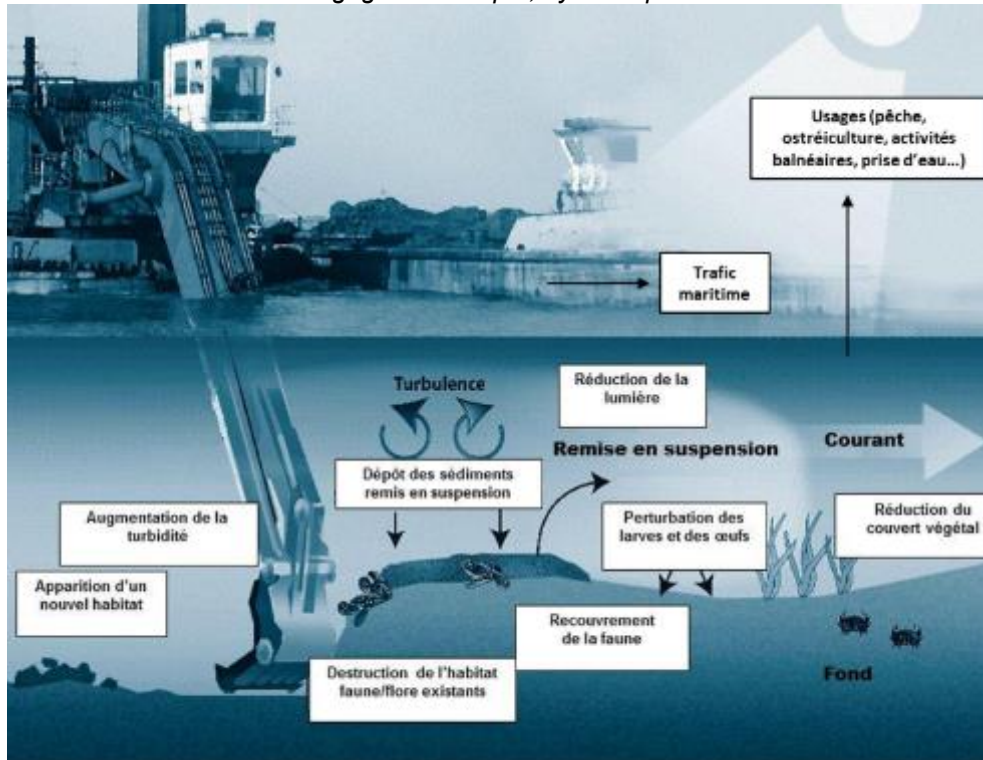 Usages (pêche,
ostréiculture, activités
balnéaires, prise d'eau...)
Trafic
maritime
Turbulence
Réduction de la
lumière
Remise en suspension
Courant
Dépôt des sédiments
remis en suspension
Augmentation de la
turbidité
Perturbation des
larves et des œufs
Réduction du
couvert végétal
Apparition d'un
nouvel habitat
Recouvrement
de la faune
Destruction de l'habitat
faune/flore existants
Fond